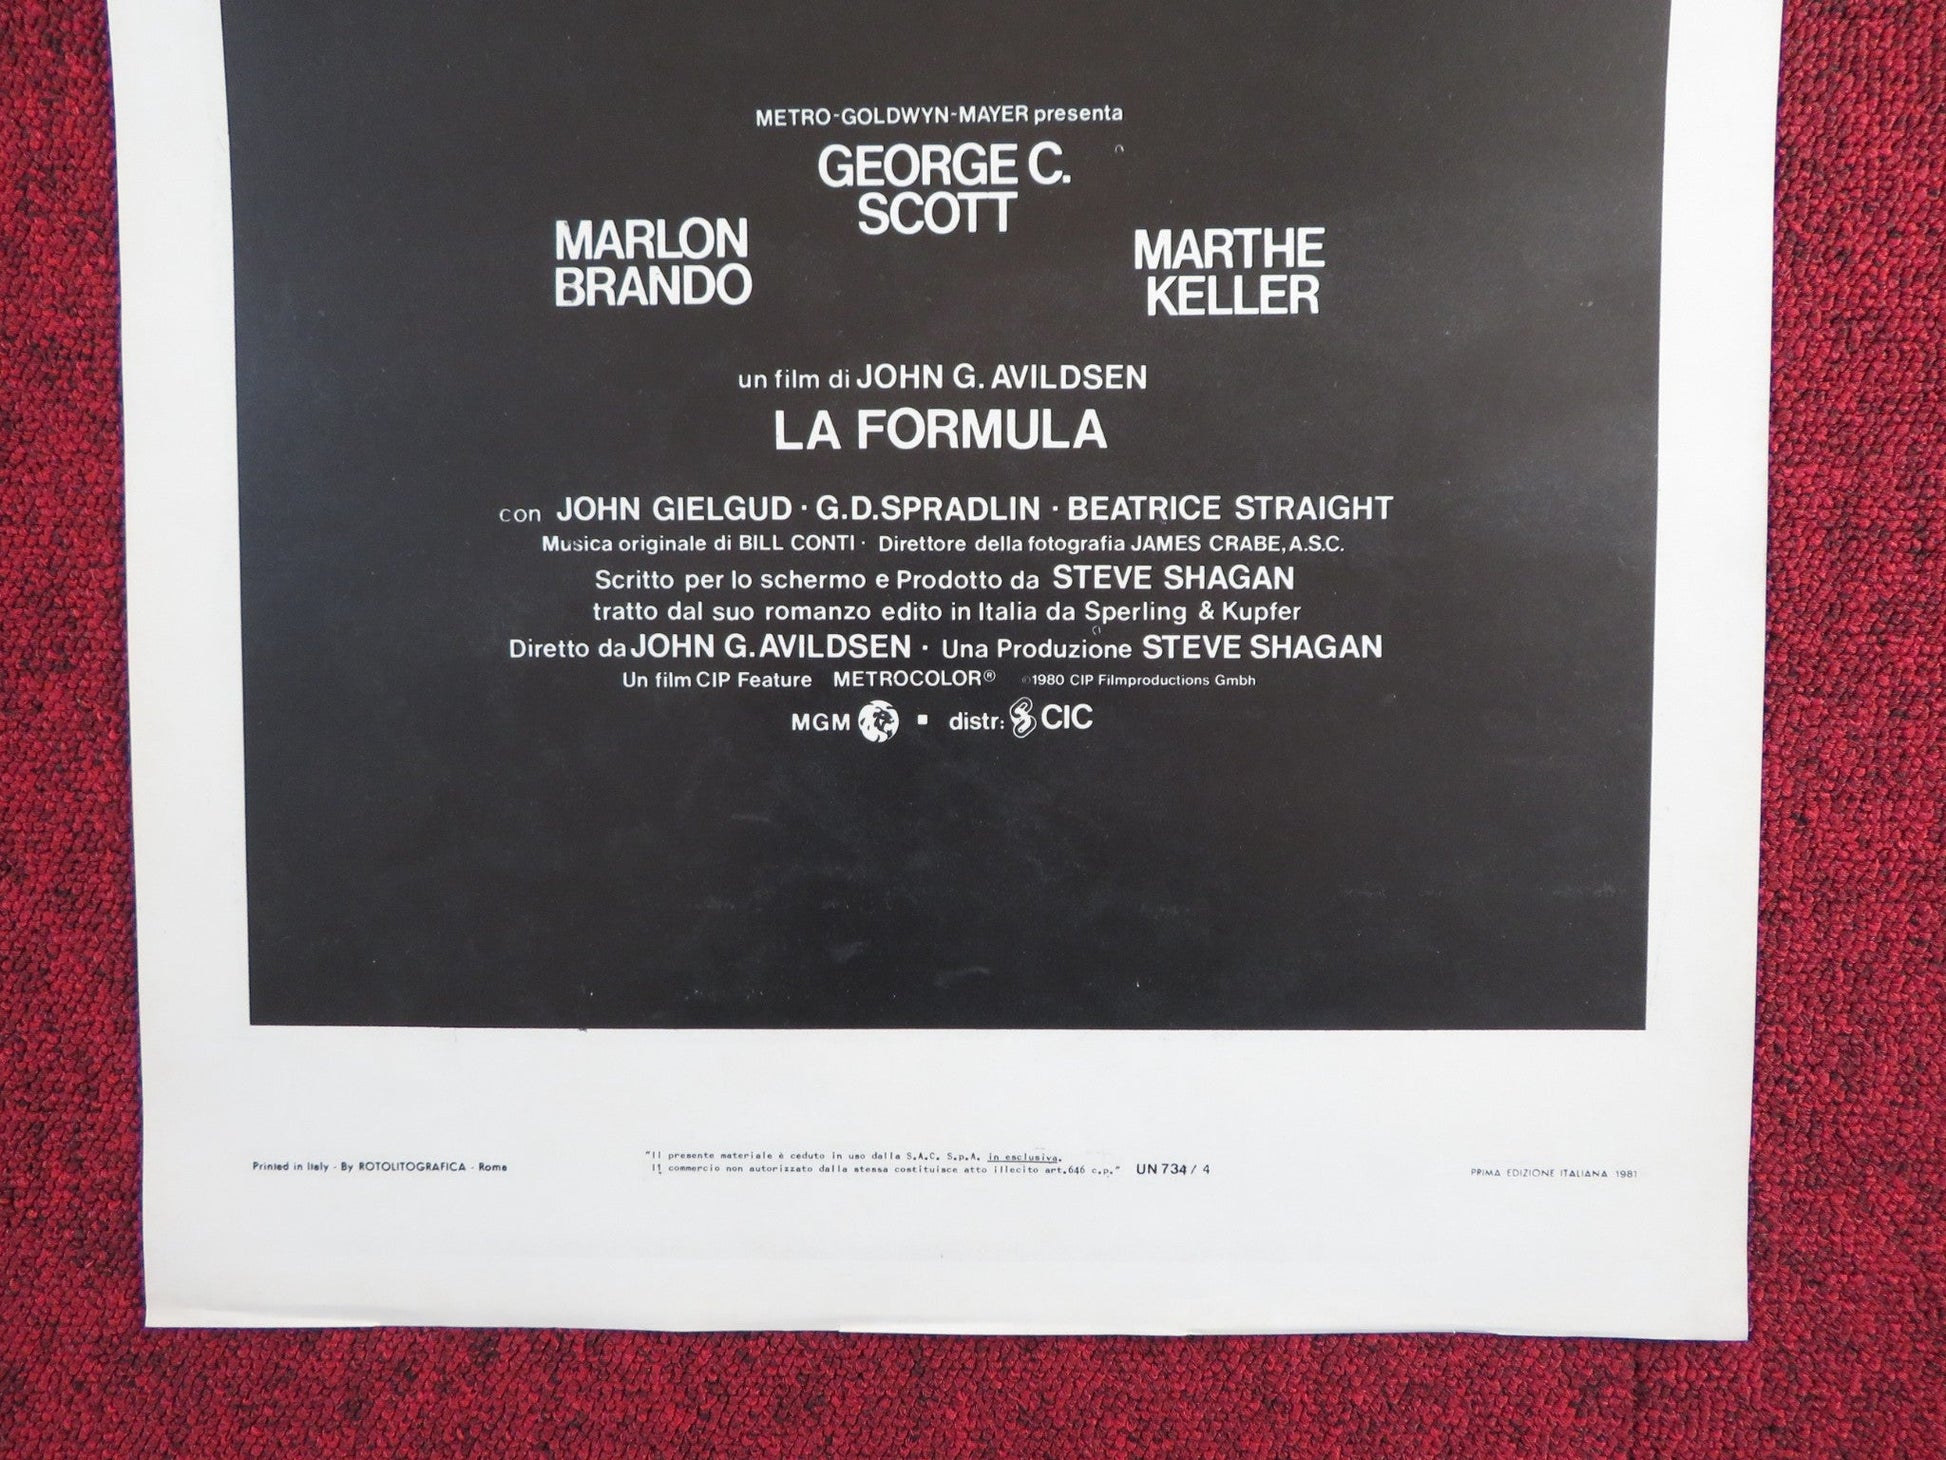 METRO-GOLDWYN-MAYER presenta
GEORGE C.
SCOTT
MARLON
BRANDO
MARTHE
KELLER
un film di JOHN G. AVILDSEN
LA FORMULA
con JOHN GIELGUD · G.D. SPRADLIN · BEATRICE STRAIGHT
Musica originale di BILL CONTI · Direttore della fotografia JAMES CRABE, A.S.C.
Scritto per lo schermo e Prodotto da STEVE SHAGAN
tratto dal suo romanzo edito in Italia da Sperling & Kupfer
Diretto da JOHN G. AVILDSEN · Una Produzione STEVE SHAGAN
Un film CIP Feature METROCOLOR® ©1980 CIP Filmproductions Gmbh
MGM ▪ distr: CIC
Printed in Italy - By ROTOLITOGRAFICA - Rome
"Il presente materiale è ceduto in uso dalla S.A.C. S.p.A. in esclusiva.
Il commercio non autorizzato dalla stessa costituisce atto illecito art.646 c.p." UN 734 / 4
PRIMA EDIZIONE ITALIANA 1981